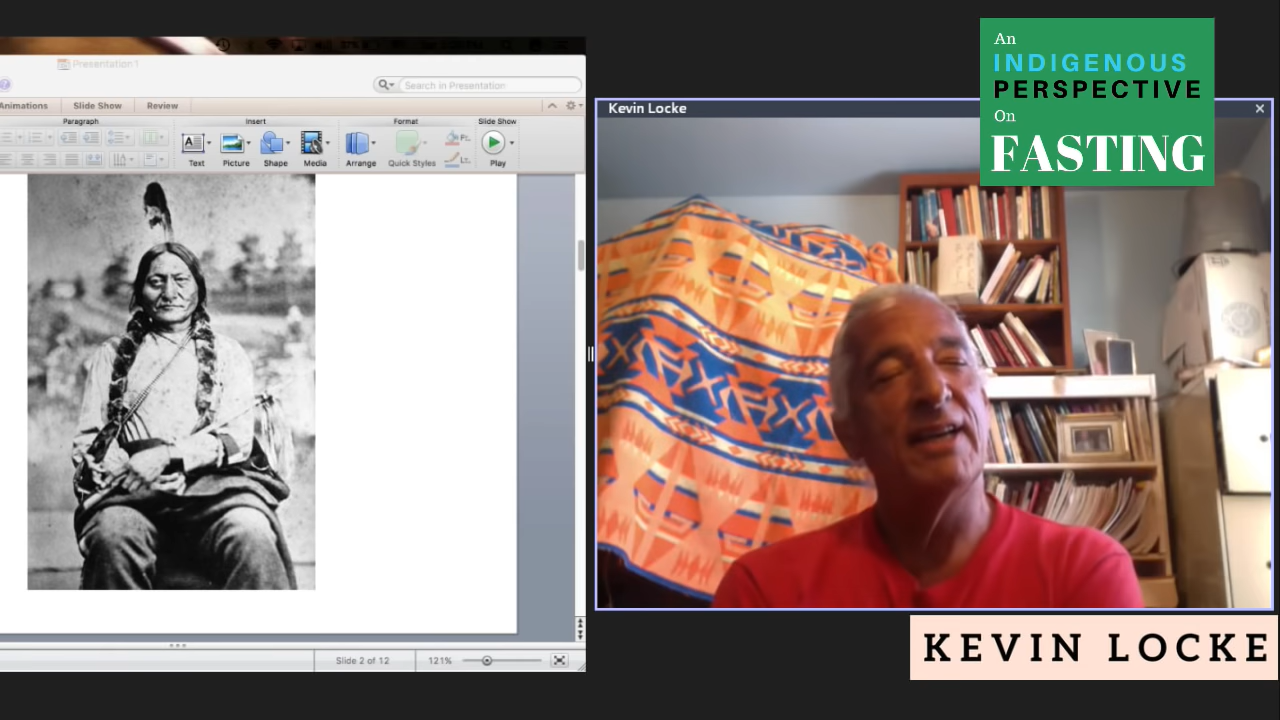 Presentation1
Search in Presentation
Animations
Slide Show
Review
Paragraph
Insert
Format
Slide Show
Text
Picture
Shape
Media
Arrange
Quick Styles
Play
Slide 2 of 12
121%
Kevin Locke
An
INDIGENOUS
PERSPECTIVE
On
FASTING
KEVIN LOCKE